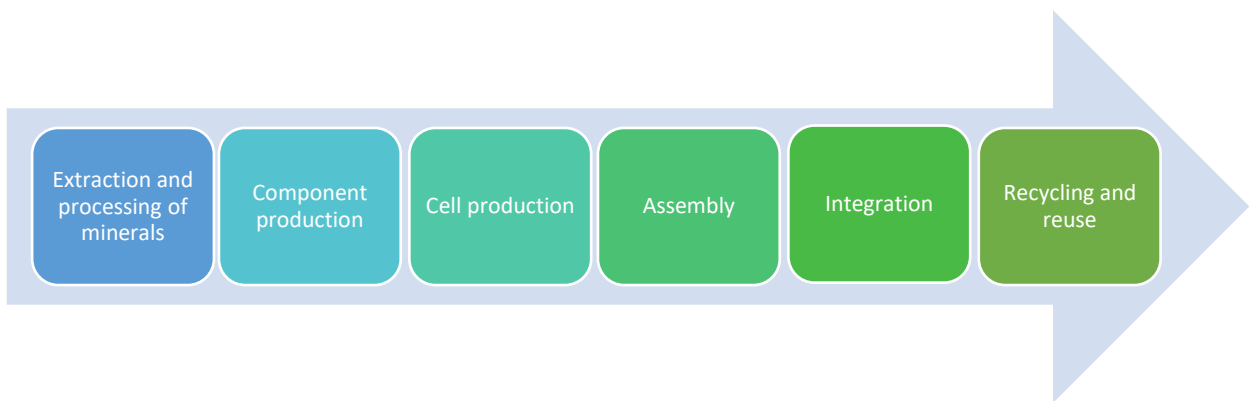 Extraction and
processing of
minerals
Component
production
Cell production
Assembly
Integration
Recycling and
reuse